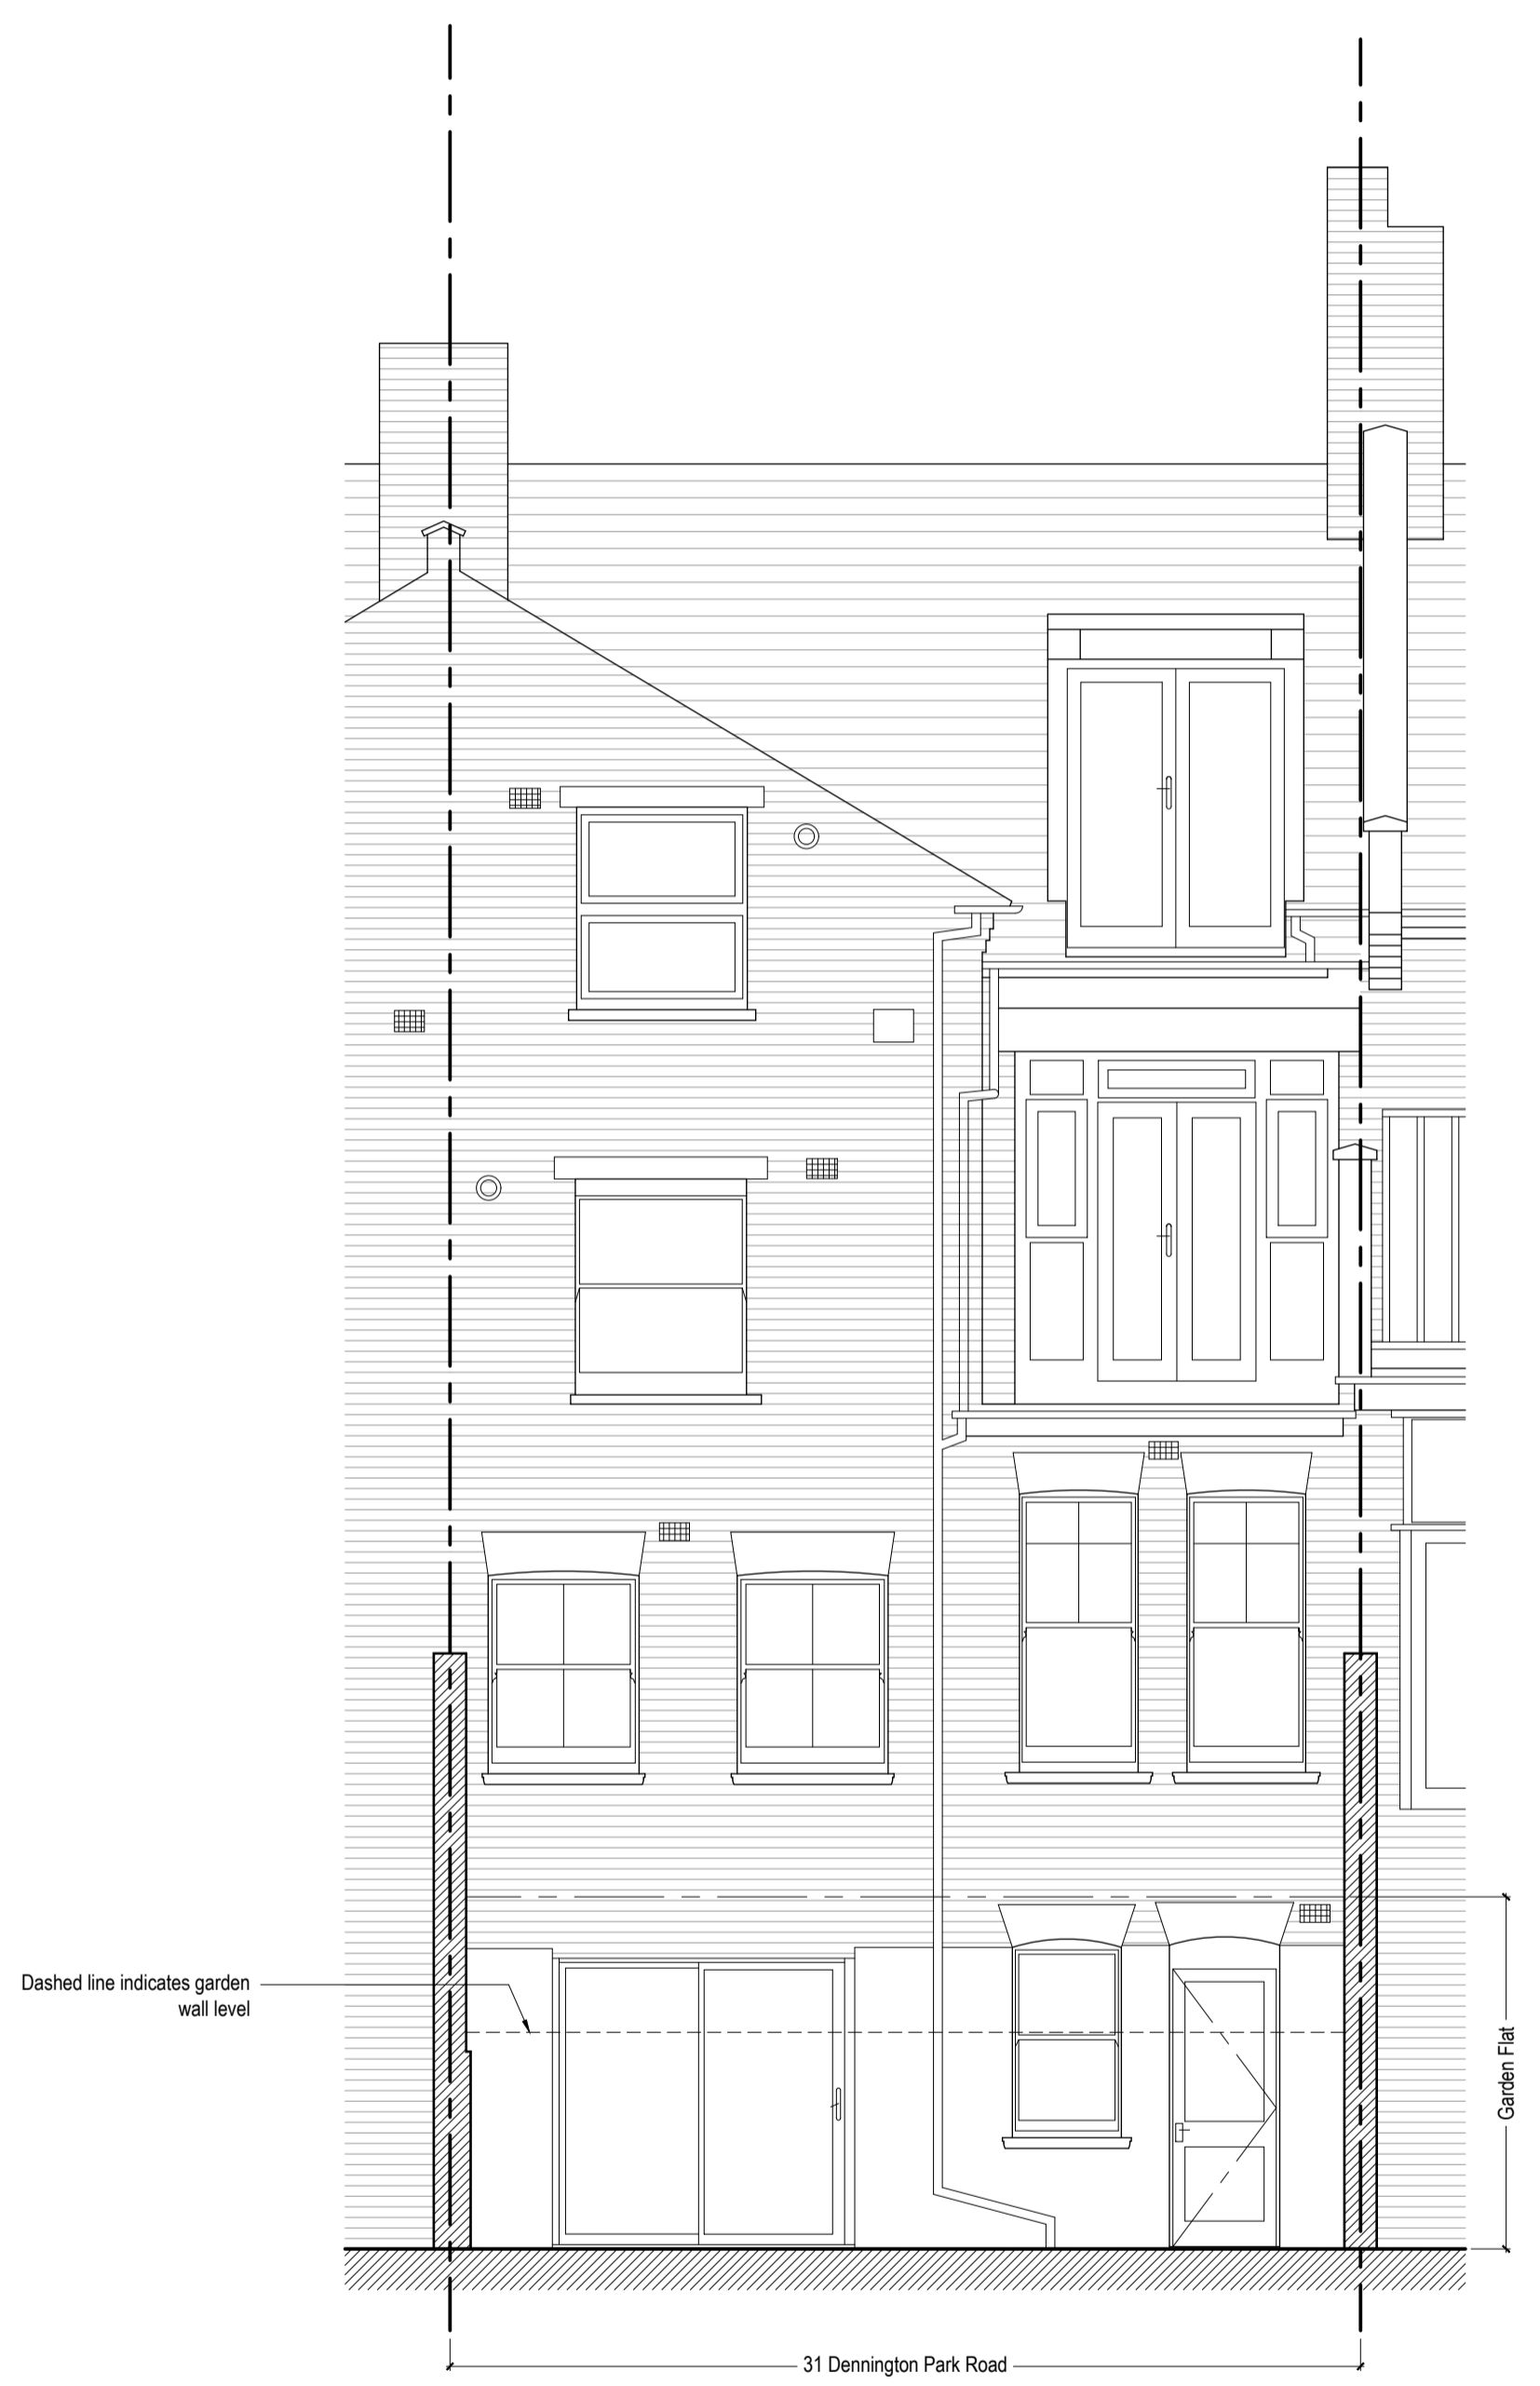 Dashed line indicates garden
wall level
Garden Flat
31 Dennington Park Road